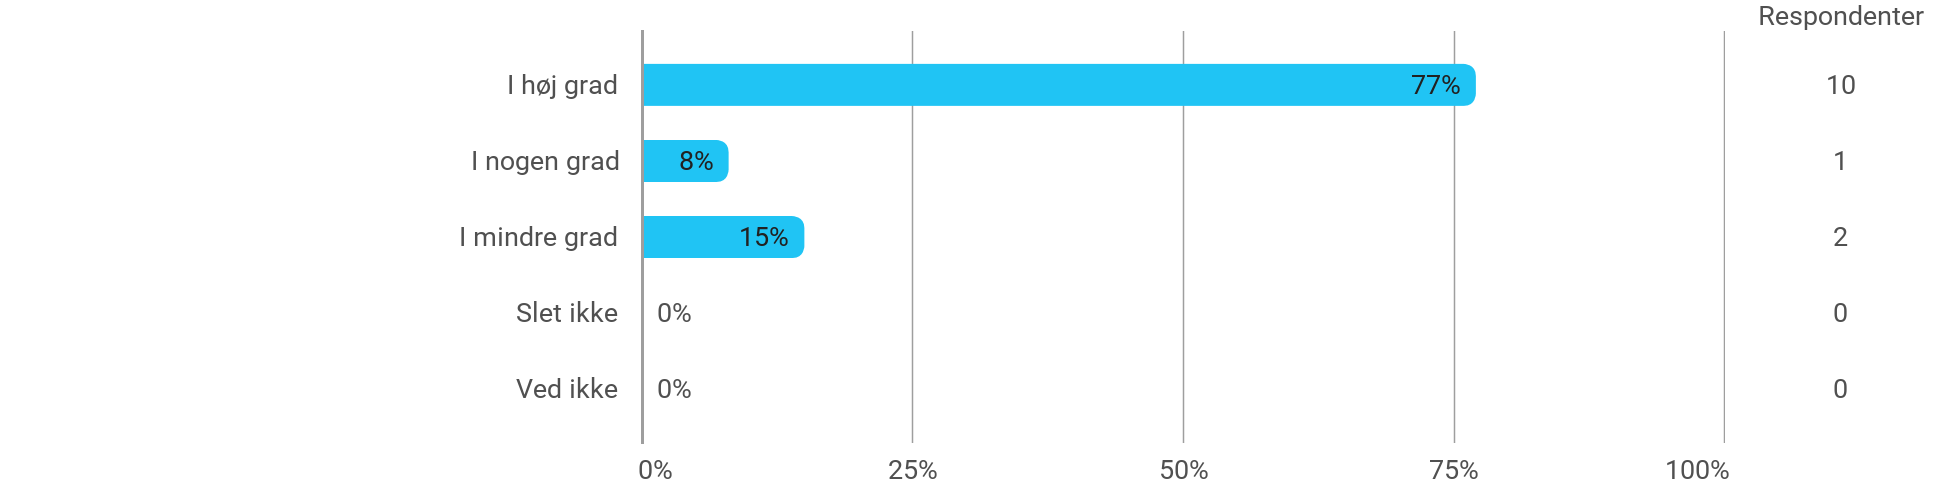 Respondenter
I høj grad 77% 10
I nogen grad 8% 1
I mindre grad 15% 2
Slet ikke 0% 0
Ved ikke 0% 0
0% 25% 50% 75% 100%